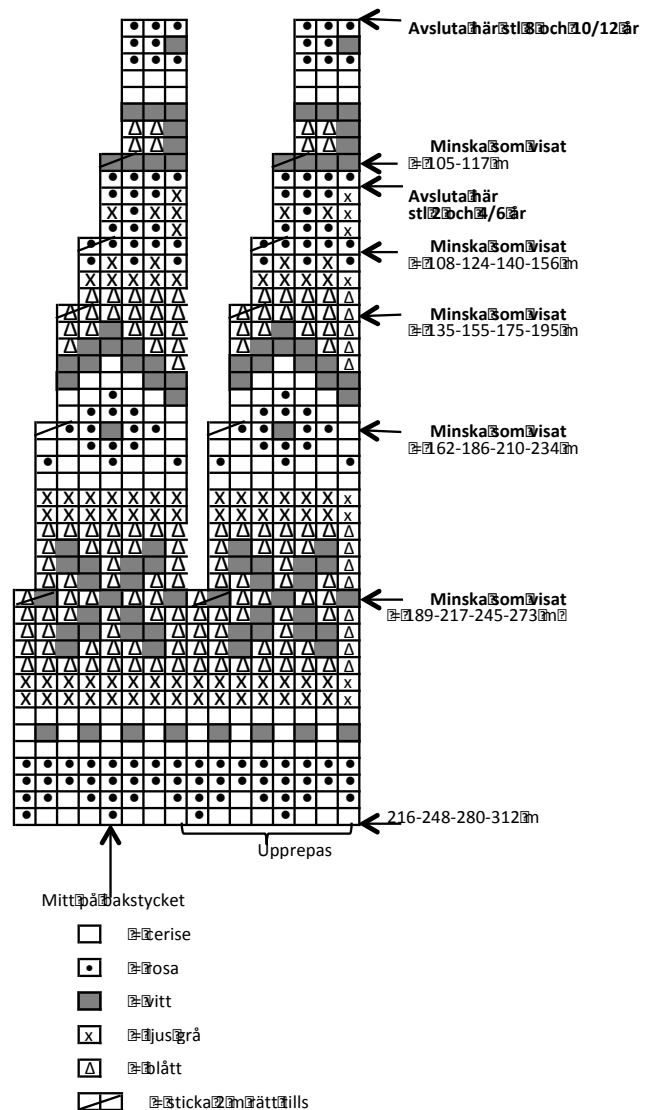 Avsluta här stl 8 och 10/12 år
Minska som visat
= 105-117 m
Avsluta här
stl 2 och 4/6 år
Minska som visat
= 108-124-140-156 m
Minska som visat
= 135-155-175-195 m
Minska som visat
= 162-186-210-234 m
Minska som visat
= 189-217-245-273 m
216-248-280-312 m
Upprepas
Mitt på bakstycket
= cerise
= rosa
= vitt
x = ljus grå
Δ = blått
= sticka 2 m rätt tills